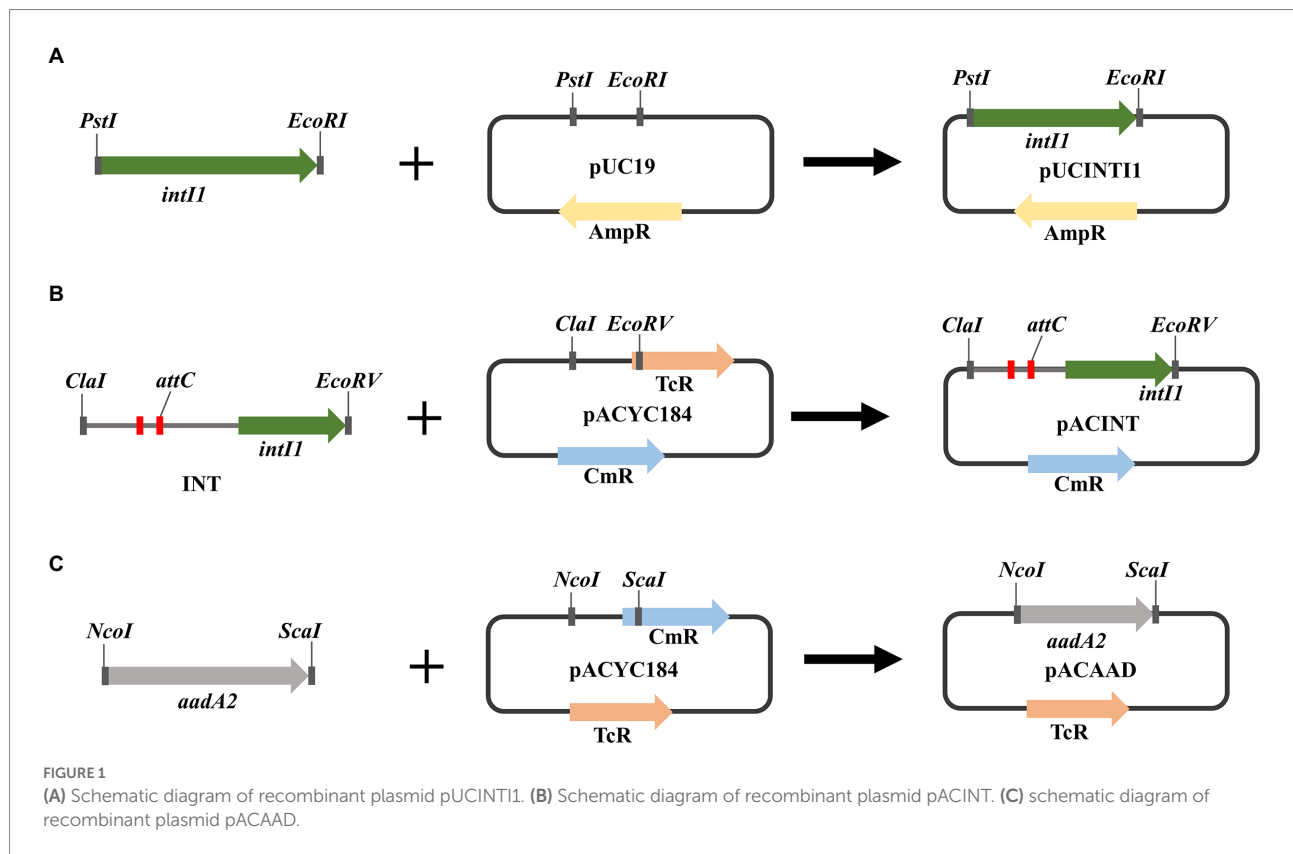 A
PstI
EcoRI
intI1
+
PstI EcoRI
pUC19
AmpR
PstI
EcoRI
intI1
pUCINTI1
AmpR
B
ClaI
attC
EcoRV
intI1
INT
+
ClaI EcoRV
TcR
pACYC184
CmR
ClaI
attC
EcoRV
intI1
pACINT
CmR
C
NcoI
ScaI
aadA2
+
NcoI ScaI
CmR
pACYC184
TcR
NcoI
ScaI
aadA2
pACAAD
TcR
FIGURE 1
(A) Schematic diagram of recombinant plasmid pUCINTI1. (B) Schematic diagram of recombinant plasmid pACINT. (C) schematic diagram of
recombinant plasmid pACAAD.